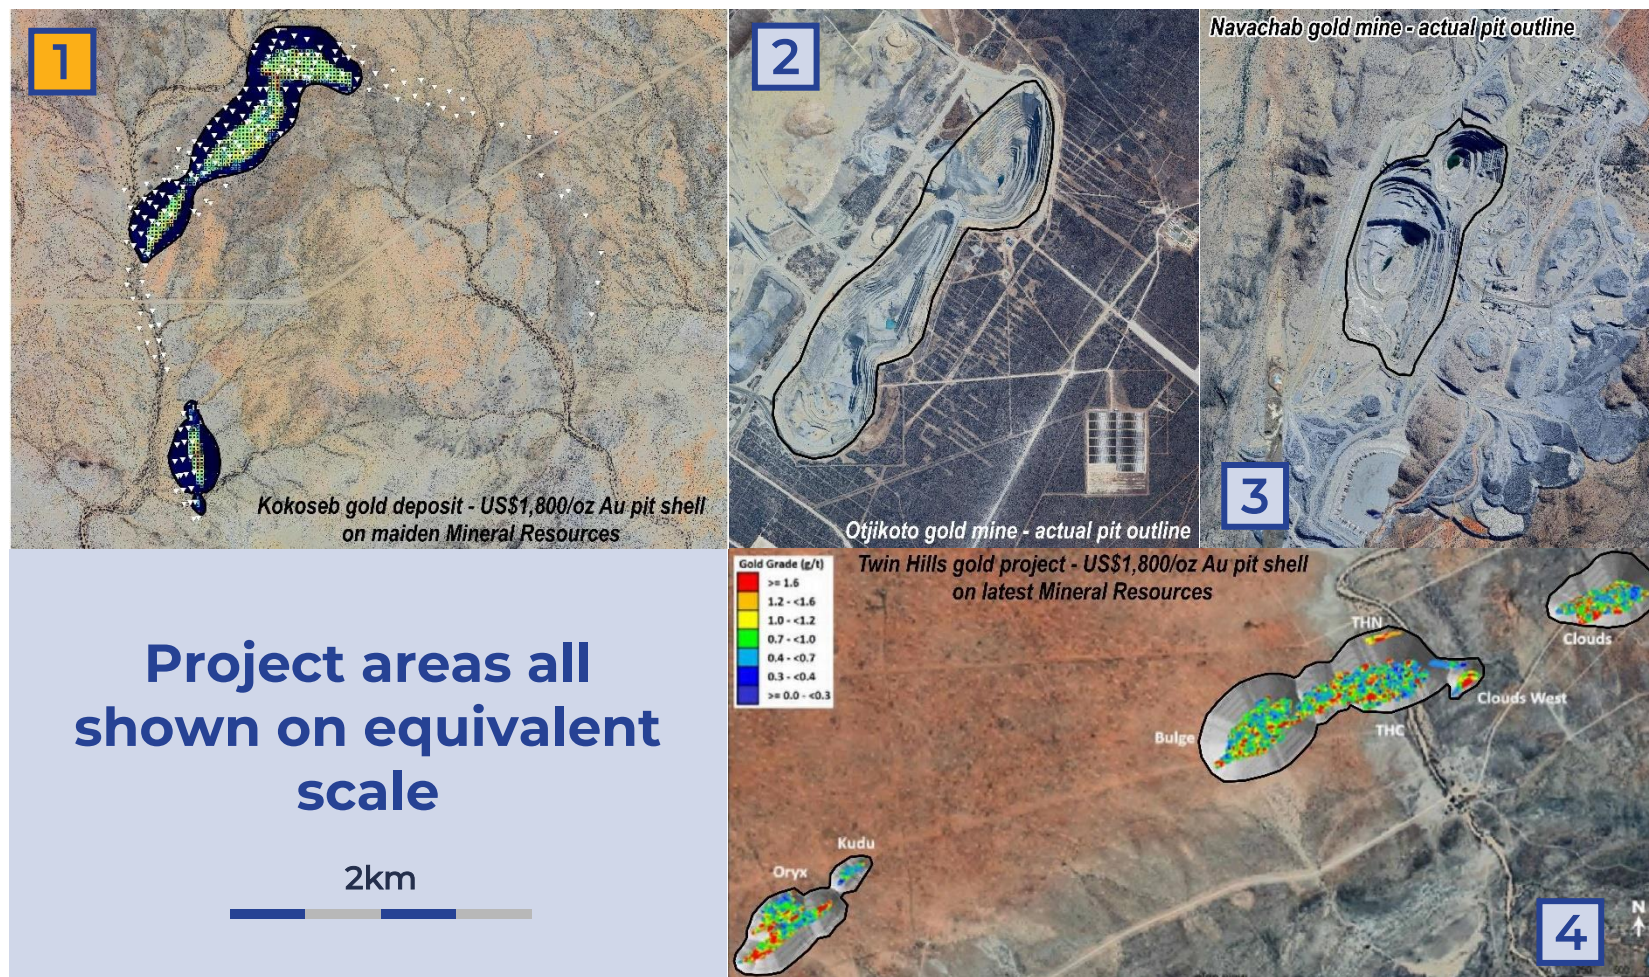 1
Kokoseb gold deposit - US$1,800/oz Au pit shell
on maiden Mineral Resources
2
Otjikoto gold mine - actual pit outline
Navachab gold mine - actual pit outline
3
Project areas all
shown on equivalent
scale
2km
Gold Grade (g/t)
>= 1.6
1.2 - <1.6
1.0 - <1.2
0.7 - <1.0
0.4 - <0.7
0.3 - <0.4
>= 0.0 - <0.3
Twin Hills gold project - US$1,800/oz Au pit shell
on latest Mineral Resources
THN
Clouds
Clouds West
THC
Bulge
Kudu
Oryx
N
4